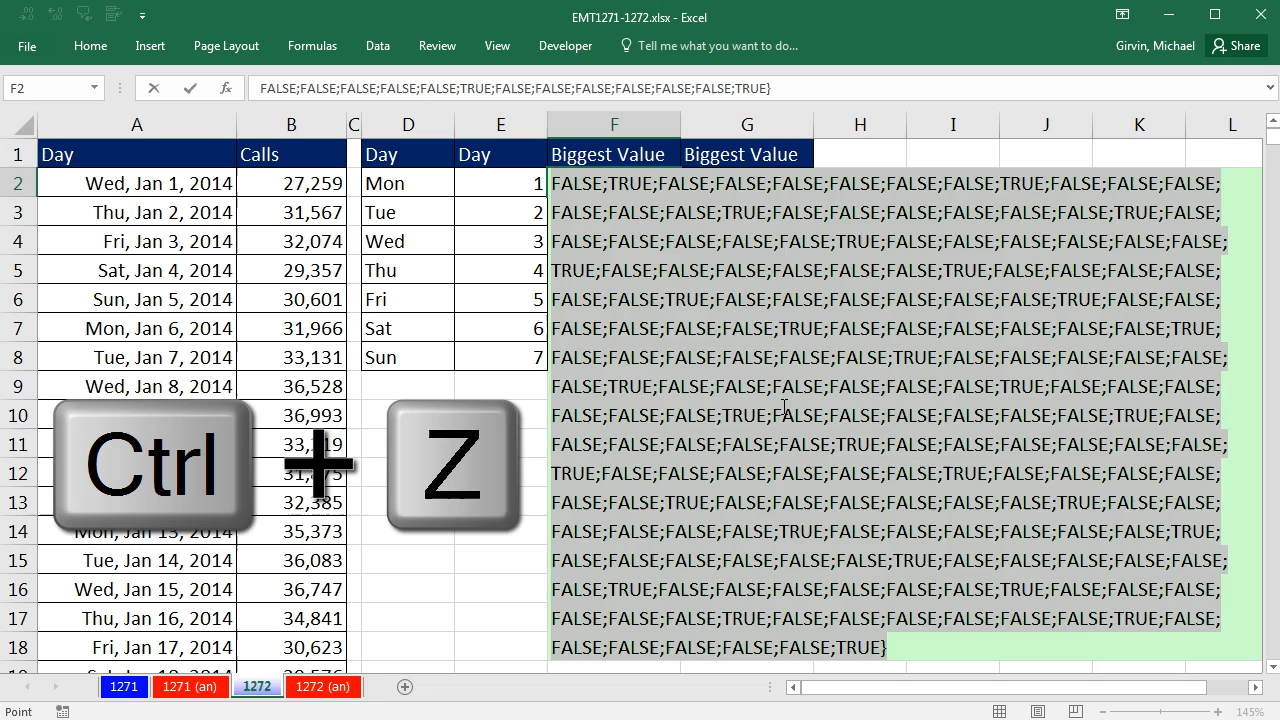 EMT1271-1272.xlsx - Excel
File Home Insert Page Layout Formulas Data Review View Developer Tell me what you want to do... Girvin, Michael Share
F2 fx FALSE;FALSE;FALSE;FALSE;FALSE;TRUE;FALSE;FALSE;FALSE;FALSE;FALSE;FALSE;TRUE}
A B C D E F G H I J K L
1 Day Calls Day Day Biggest Value Biggest Value
2 Wed, Jan 1, 2014 27,259 Mon 1 FALSE;TRUE;FALSE;FALSE;FALSE;FALSE;FALSE;FALSE;TRUE;FALSE;FALSE;FALSE;
3 Thu, Jan 2, 2014 31,567 Tue 2 FALSE;FALSE;FALSE;TRUE;FALSE;FALSE;FALSE;FALSE;FALSE;FALSE;TRUE;FALSE;
4 Fri, Jan 3, 2014 32,074 Wed 3 FALSE;FALSE;FALSE;FALSE;FALSE;TRUE;FALSE;FALSE;FALSE;FALSE;FALSE;FALSE;
5 Sat, Jan 4, 2014 29,357 Thu 4 TRUE;FALSE;FALSE;FALSE;FALSE;FALSE;FALSE;TRUE;FALSE;FALSE;FALSE;FALSE;
6 Sun, Jan 5, 2014 30,601 Fri 5 FALSE;FALSE;TRUE;FALSE;FALSE;FALSE;FALSE;FALSE;FALSE;TRUE;FALSE;FALSE;
7 Mon, Jan 6, 2014 31,966 Sat 6 FALSE;FALSE;FALSE;FALSE;TRUE;FALSE;FALSE;FALSE;FALSE;FALSE;FALSE;TRUE;
8 Tue, Jan 7, 2014 33,131 Sun 7 FALSE;FALSE;FALSE;FALSE;FALSE;FALSE;TRUE;FALSE;FALSE;FALSE;FALSE;FALSE;
9 Wed, Jan 8, 2014 36,528 FALSE;TRUE;FALSE;FALSE;FALSE;FALSE;FALSE;FALSE;TRUE;FALSE;FALSE;FALSE;
10 36,993 FALSE;FALSE;FALSE;TRUE;FALSE;FALSE;FALSE;FALSE;FALSE;FALSE;TRUE;FALSE;
11 FALSE;FALSE;FALSE;FALSE;FALSE;TRUE;FALSE;FALSE;FALSE;FALSE;FALSE;FALSE;
12 TRUE;FALSE;FALSE;FALSE;FALSE;FALSE;FALSE;TRUE;FALSE;FALSE;FALSE;FALSE;
13 32,385 FALSE;FALSE;TRUE;FALSE;FALSE;FALSE;FALSE;FALSE;FALSE;TRUE;FALSE;FALSE;
14 Mon, Jan 13, 2014 35,373 FALSE;FALSE;FALSE;FALSE;TRUE;FALSE;FALSE;FALSE;FALSE;FALSE;FALSE;TRUE;
15 Tue, Jan 14, 2014 36,083 FALSE;FALSE;FALSE;FALSE;FALSE;FALSE;TRUE;FALSE;FALSE;FALSE;FALSE;FALSE;
16 Wed, Jan 15, 2014 36,747 FALSE;TRUE;FALSE;FALSE;FALSE;FALSE;FALSE;FALSE;TRUE;FALSE;FALSE;FALSE;
17 Thu, Jan 16, 2014 34,841 FALSE;FALSE;FALSE;TRUE;FALSE;FALSE;FALSE;FALSE;FALSE;FALSE;TRUE;FALSE;
18 Fri, Jan 17, 2014 30,623 FALSE;FALSE;FALSE;FALSE;FALSE;TRUE}
Ctrl + Z
1271 1271 (an) 1272 1272 (an)
Point 145%